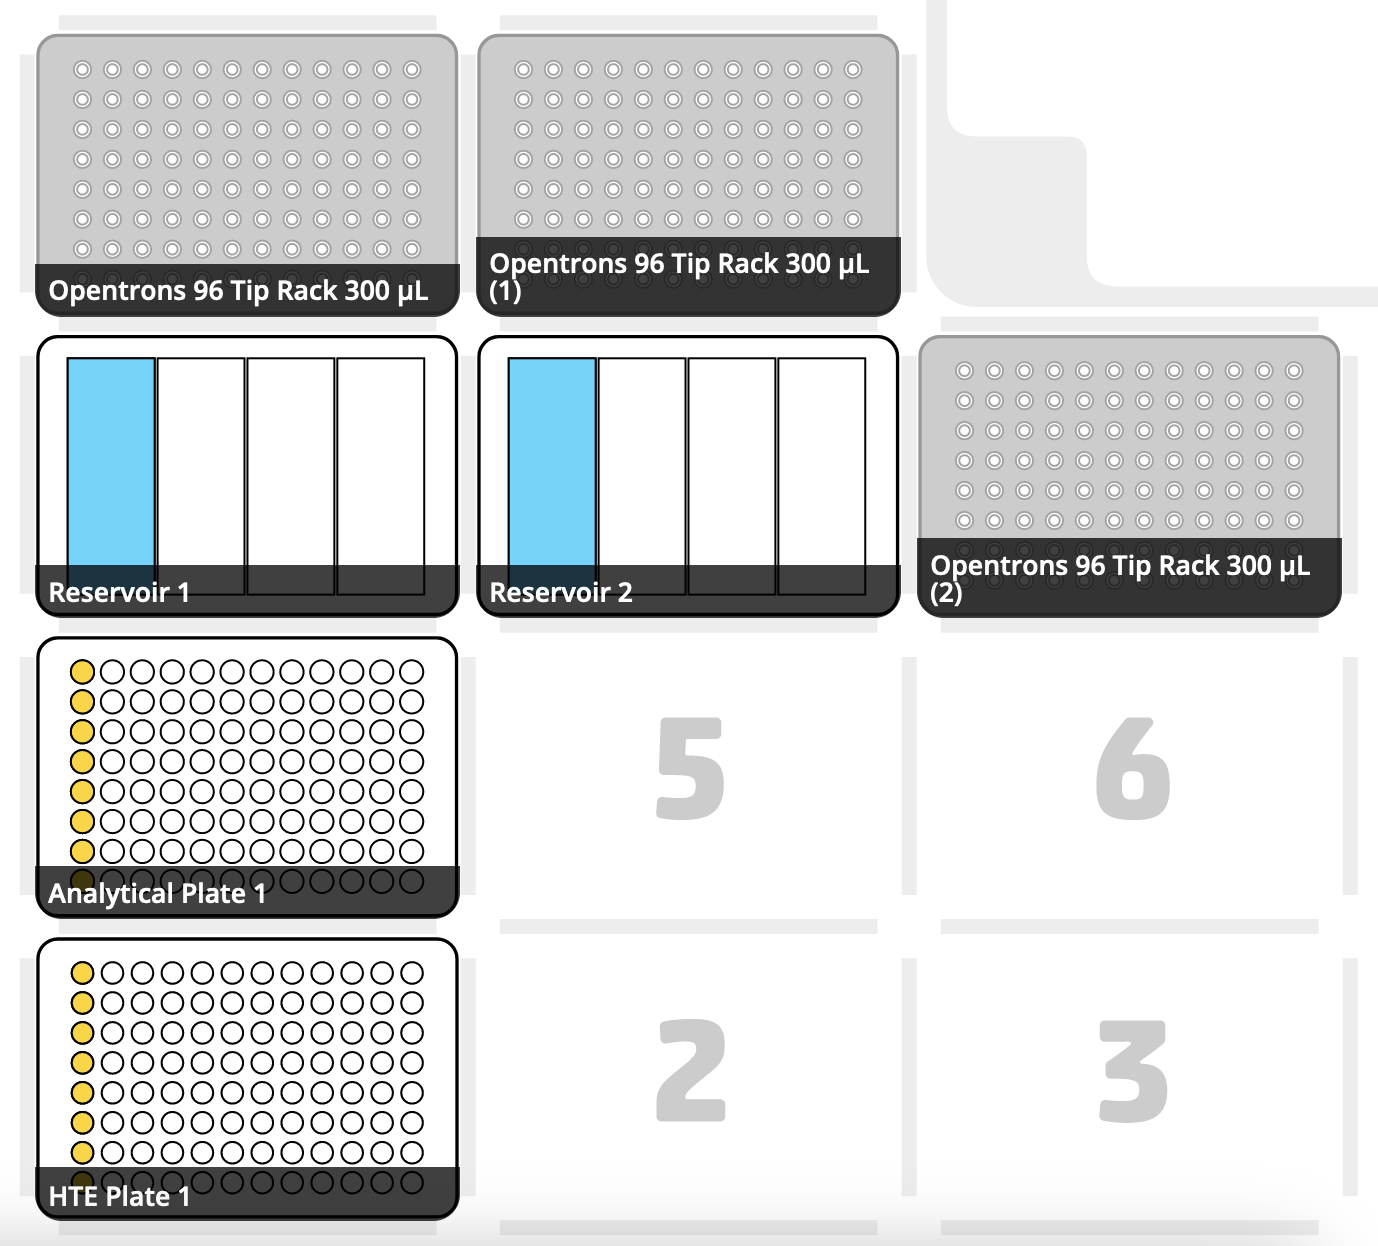 Opentrons 96 Tip Rack 300 µL
Opentrons 96 Tip Rack 300 µL
(1)
Reservoir 1
Reservoir 2
Opentrons 96 Tip Rack 300 µL
(2)
Analytical Plate 1
5
6
HTE Plate 1
2
3